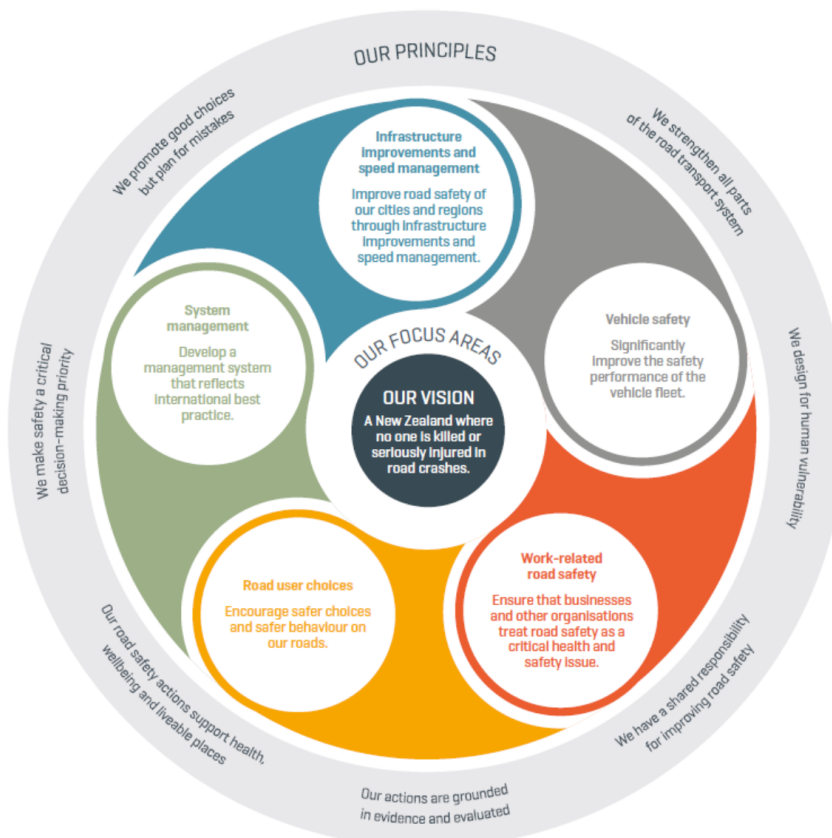 OUR PRINCIPLES
We promote good choices
but plan for mistakes
We strengthen all parts
of the road transport system
We design for human vulnerability
We have a shared responsibility
for improving road safety
Our actions are grounded
in evidence and evaluated
Our road safety actions support health,
wellbeing and liveable places
We make safety a critical
decision-making priority
Infrastructure
improvements and
speed management
Improve road safety of
our cities and regions
through infrastructure
improvements and
speed management.
Vehicle safety
Significantly
improve the safety
performance of the
vehicle fleet.
Work-related
road safety
Ensure that businesses
and other organisations
treat road safety as a
critical health and
safety issue.
Road user choices
Encourage safer choices
and safer behaviour on
our roads.
System
management
Develop a
management system
that reflects
international best
practice.
OUR FOCUS AREAS
OUR VISION
A New Zealand where
no one is killed or
seriously injured in
road crashes.